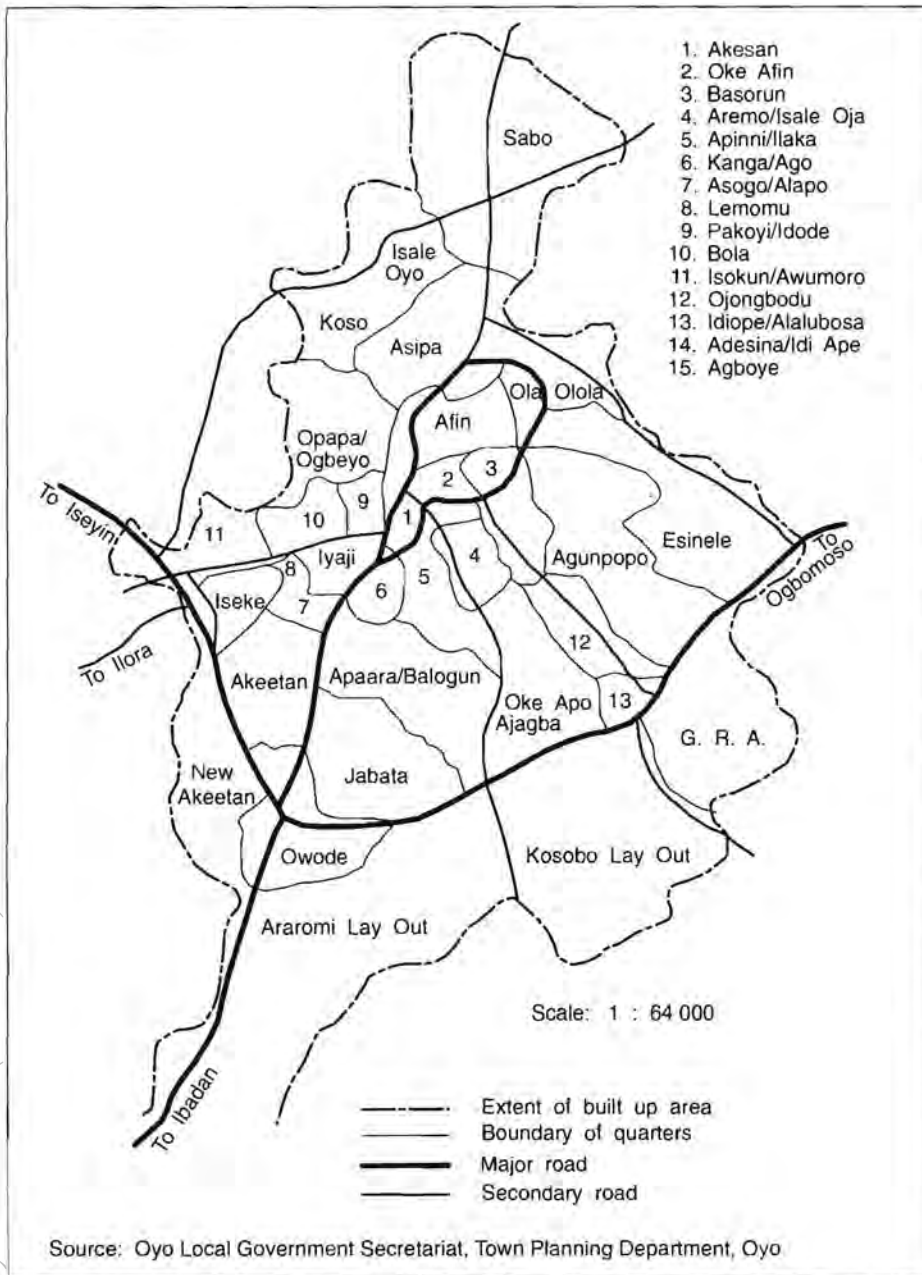 1. Akesan
2. Oke Afin
3. Basorun
4. Aremo/Isale Oja
5. Apinni/Ilaka
6. Kanga/Ago
7. Asogo/Alapo
8. Lemomu
9. Pakoyi/Idode
10. Bola
11. Isokun/Awumoro
12. Ojongbodu
13. Idiope/Alalubosa
14. Adesina/Idi Ape
15. Agboye
Sabo
Isale
Oyo
Koso
Asipa
Ola
Olola
Afin
Opapa/
Ogbeyo
2
3
To Iseyin
11
10
9
1
Esinele
To
Ogbomoso
Iyaji
4
Agunpopo
8
5
Iseke
7
6
12
To Ilora
Akeetan
Apaara/Balogun
Oke Apo
Ajagba
13
G. R. A.
New
Akeetan
Jabata
Owode
Kosobo Lay Out
Araromi Lay Out
Scale: 1 : 64 000
To Ibadan
Extent of built up area
Boundary of quarters
Major road
Secondary road
Source: Oyo Local Government Secretariat, Town Planning Department, Oyo